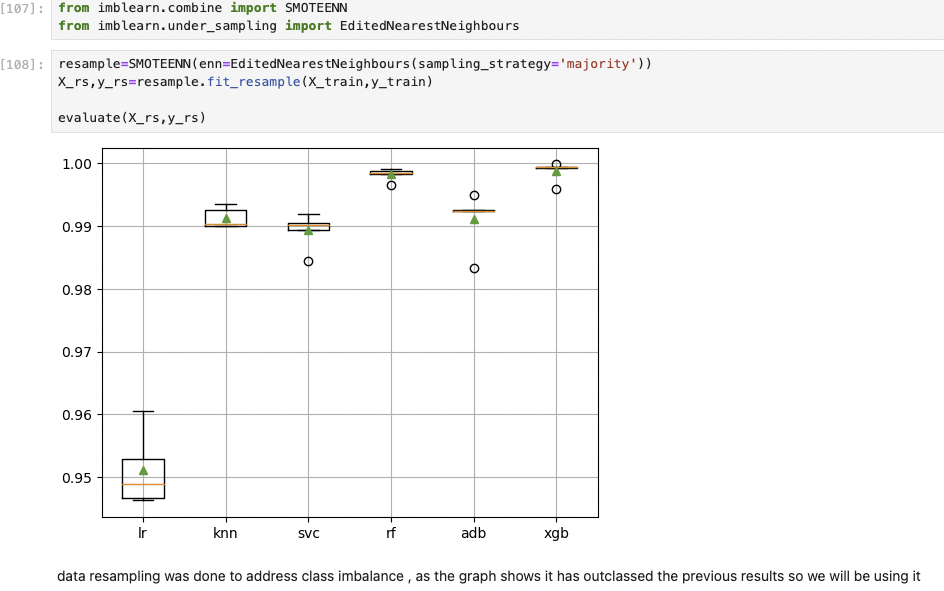 [107]: from imblearn.combine import SMOTEENN
from imblearn.under_sampling import EditedNearestNeighbours
[108]: resample=SMOTEENN(enn=EditedNearestNeighbours(sampling_strategy='majority'))
X_rs,y_rs=resample.fit_resample(X_train,y_train)
evaluate(X_rs,y_rs)
1.00
0.99
0.98
0.97
0.96
0.95
lr knn svc rf adb xgb
data resampling was done to address class imbalance , as the graph shows it has outclassed the previous results so we will be using it